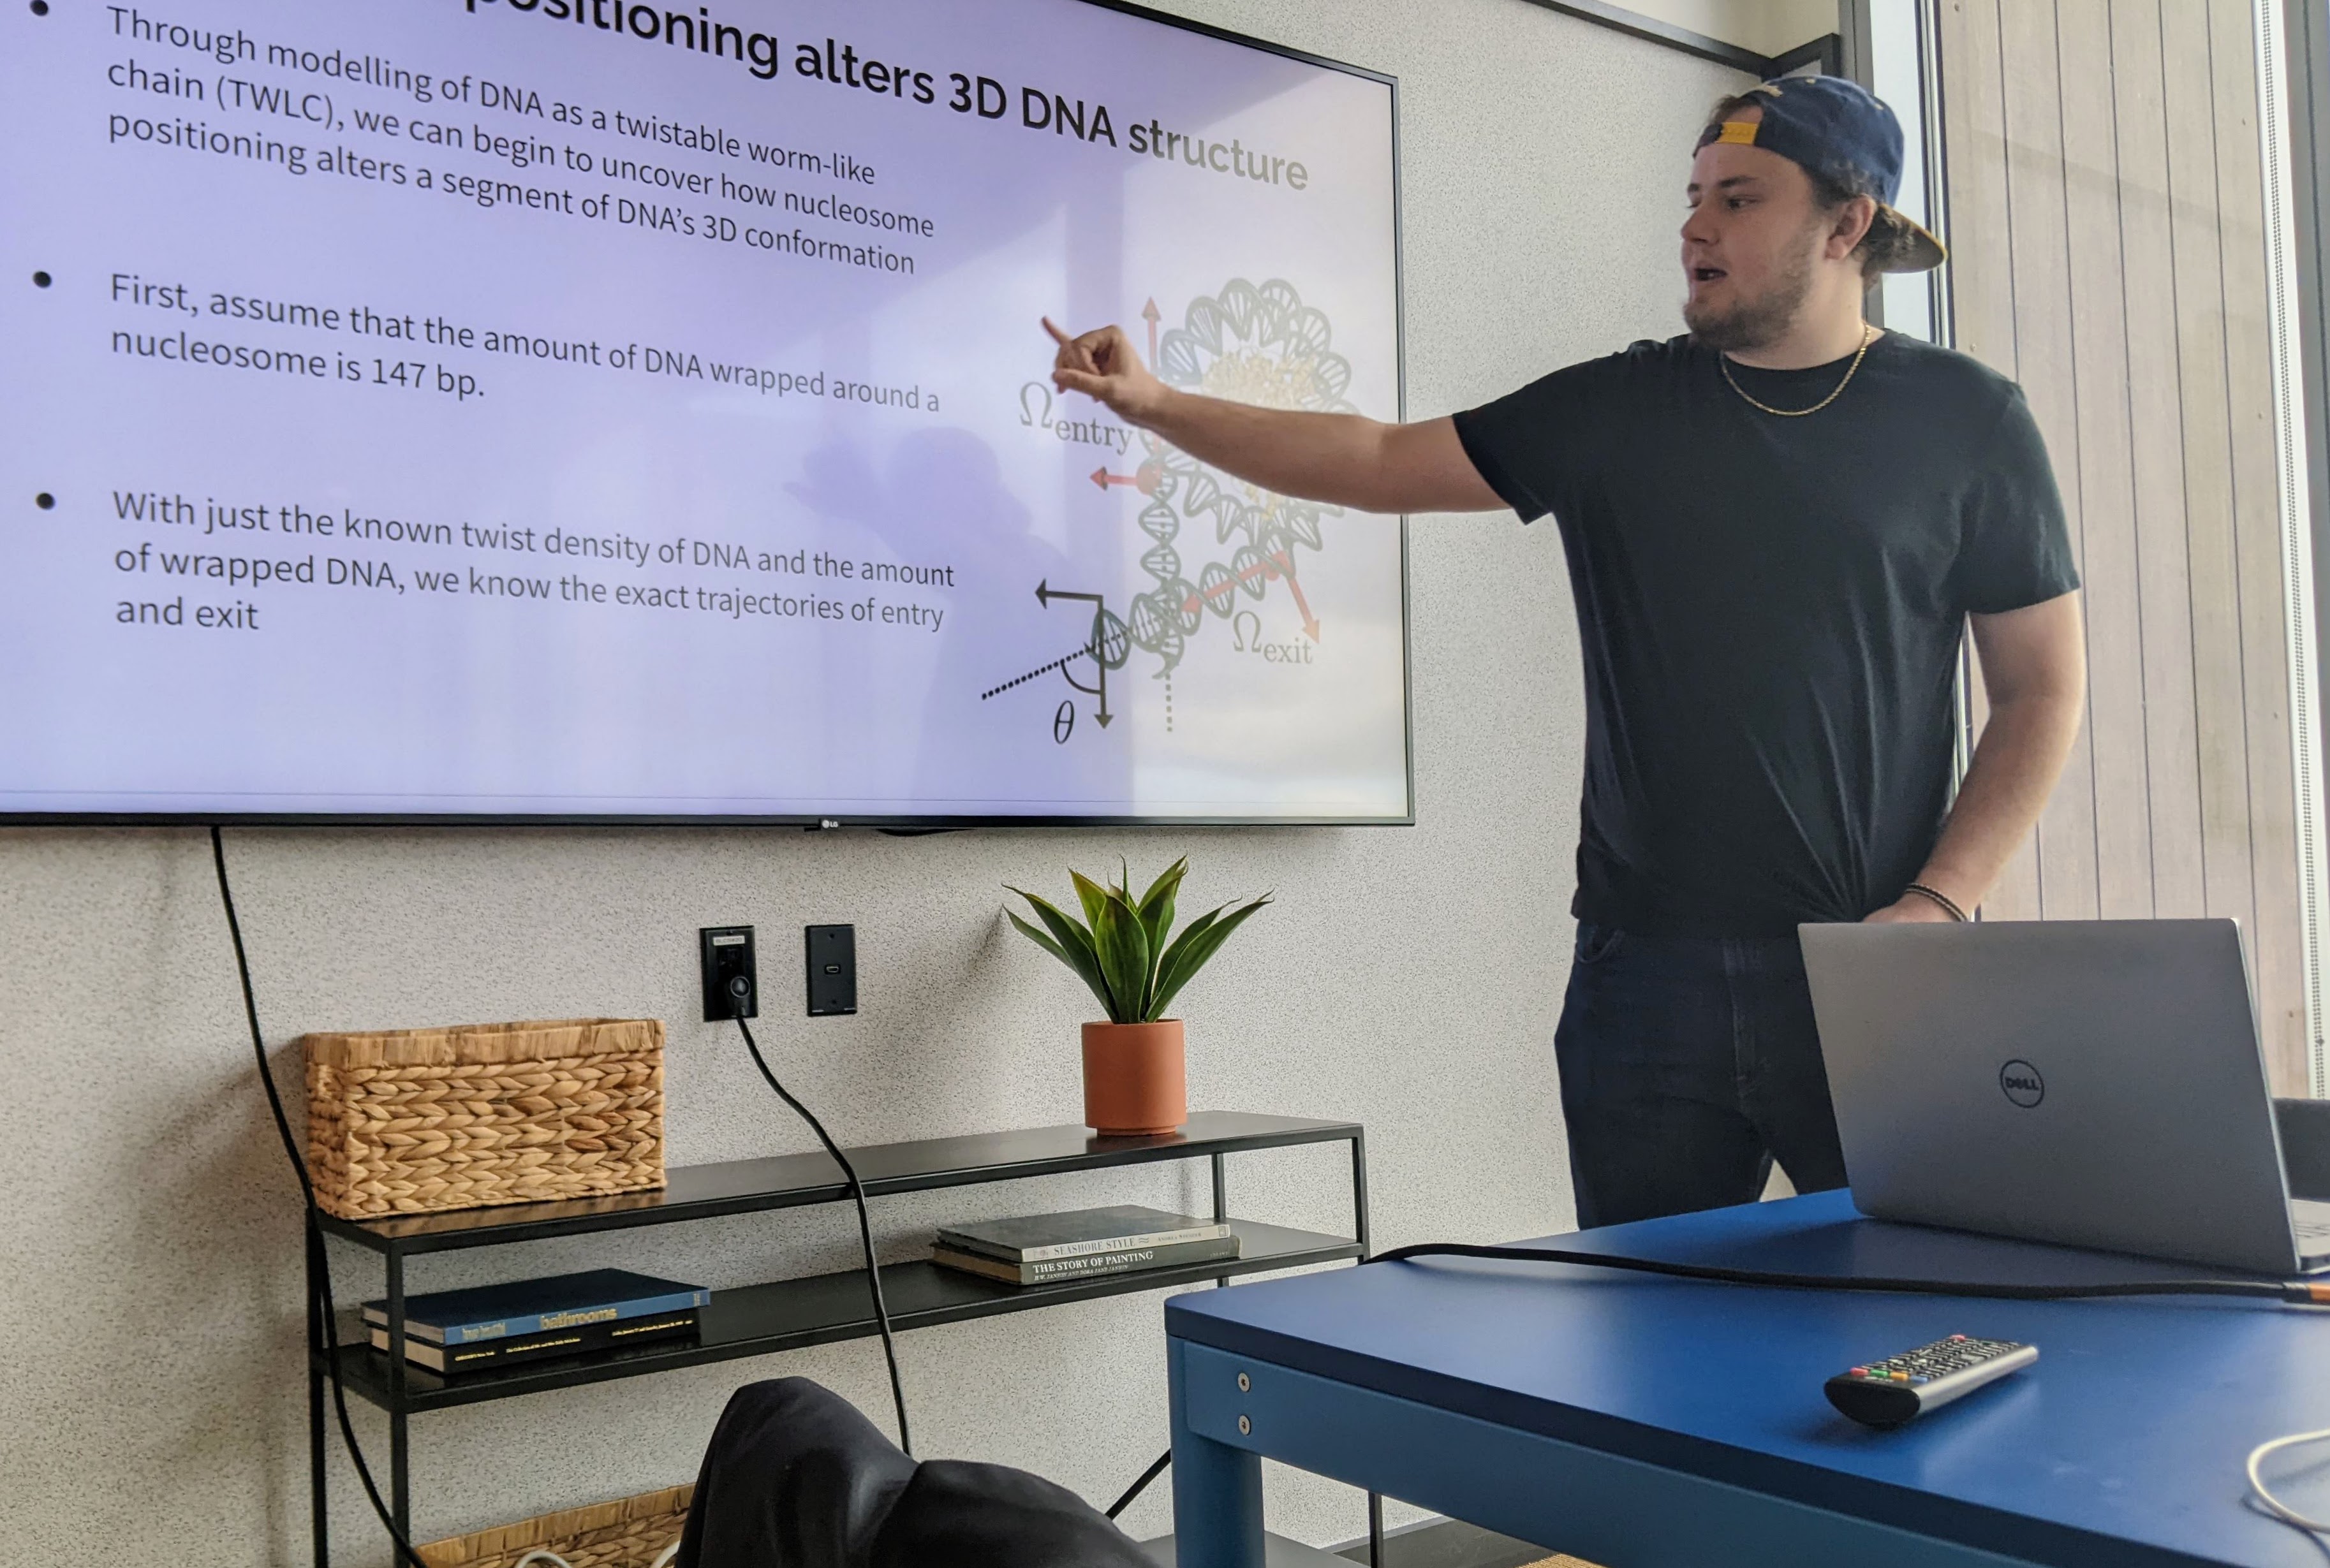 positioning alters 3D DNA structure
Through modelling of DNA as a twistable worm-like
chain (TWLC), we can begin to uncover how nucleosome
positioning alters a segment of DNA's 3D conformation
First, assume that the amount of DNA wrapped around a
nucleosome is 147 bp.
With just the known twist density of DNA and the amount
of wrapped DNA, we know the exact trajectories of entry
and exit
Ωentry
Ωexit
θ
LG
DELL
SEASHORE STYLE
THE STORY OF PAINTING
bathrooms